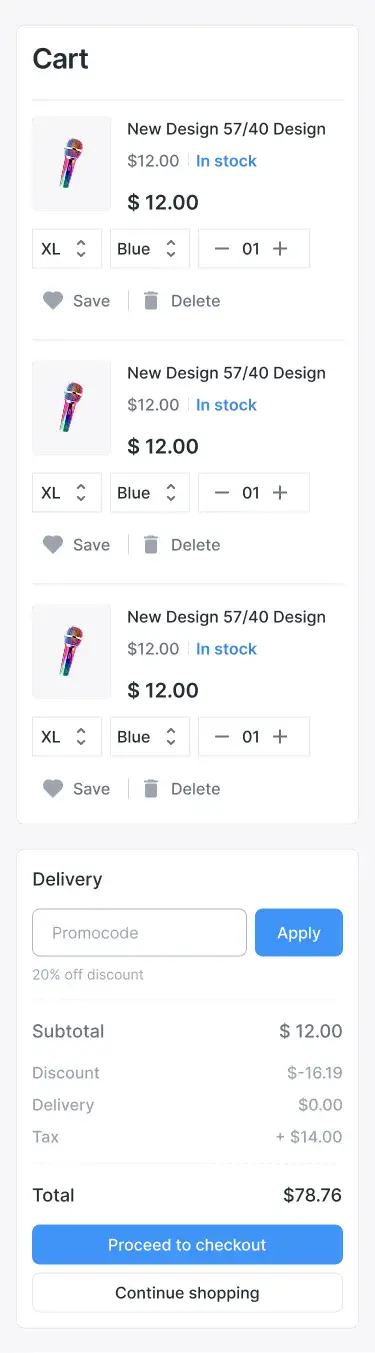 Cart
New Design 57/40 Design
$12.00 In stock
$ 12.00
XL Blue 01
Save Delete
New Design 57/40 Design
$12.00 In stock
$ 12.00
XL Blue 01
Save Delete
New Design 57/40 Design
$12.00 In stock
$ 12.00
XL Blue 01
Save Delete
Delivery
Promocode Apply
20% off discount
Subtotal $ 12.00
Discount $-16.19
Delivery $0.00
Tax + $14.00
Total $78.76
Proceed to checkout
Continue shopping